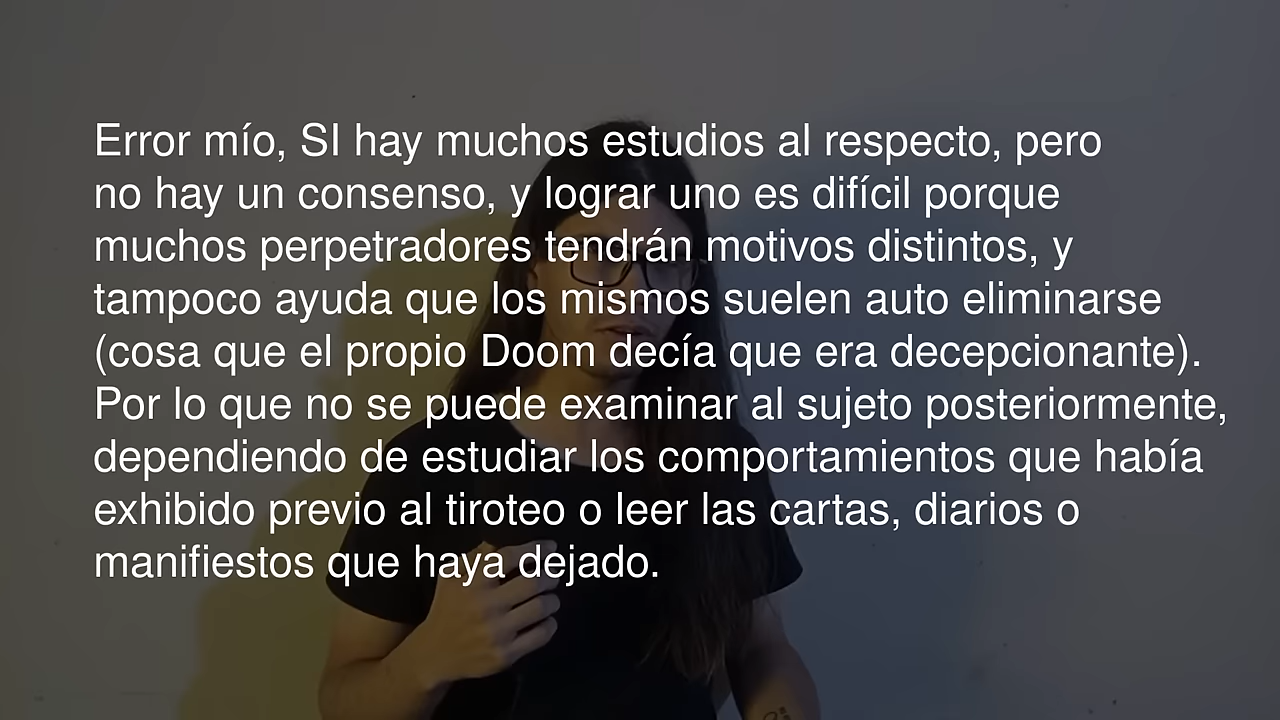 Error mío, SI hay muchos estudios al respecto, pero
no hay un consenso, y lograr uno es difícil porque
muchos perpetradores tendrán motivos distintos, y
tampoco ayuda que los mismos suelen auto eliminarse
(cosa que el propio Doom decía que era decepcionante).
Por lo que no se puede examinar al sujeto posteriormente,
dependiendo de estudiar los comportamientos que había
exhibido previo al tiroteo o leer las cartas, diarios o
manifiestos que haya dejado.